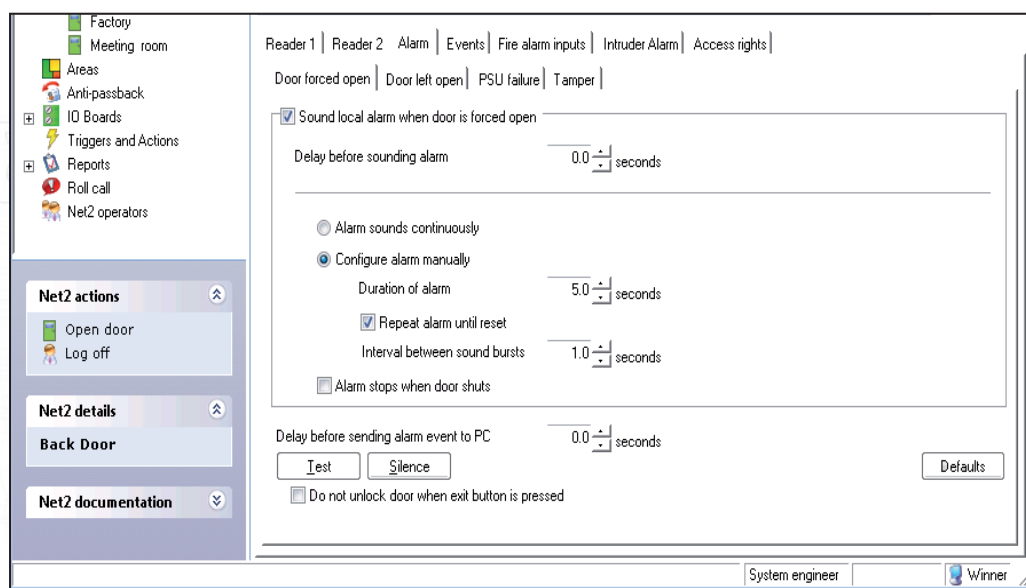 Factory
Meeting room
Areas
Anti-passback
IO Boards
Triggers and Actions
Reports
Roll call
Net2 operators
Net2 actions
Open door
Log off
Net2 details
Back Door
Net2 documentation
Reader 1 Reader 2 Alarm Events Fire alarm inputs Intruder Alarm Access rights
Door forced open Door left open PSU failure Tamper
Sound local alarm when door is forced open
Delay before sounding alarm 0.0 seconds
Alarm sounds continuously
Configure alarm manually
Duration of alarm 5.0 seconds
Repeat alarm until reset
Interval between sound bursts 1.0 seconds
Alarm stops when door shuts
Delay before sending alarm event to PC 0.0 seconds
Test Silence Defaults
Do not unlock door when exit button is pressed
System engineer Winner